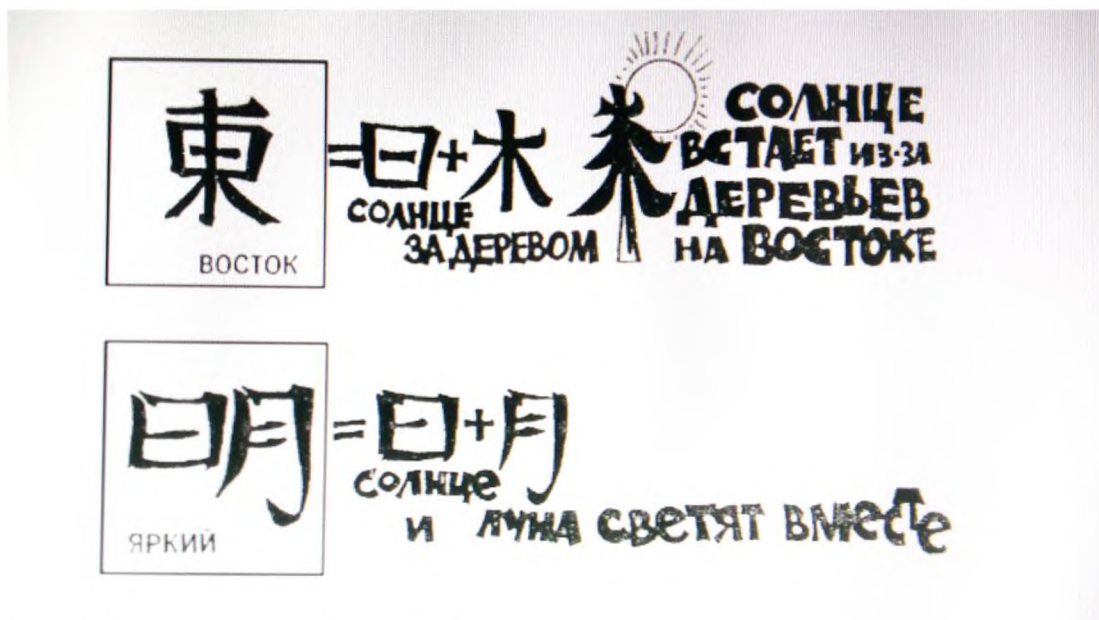 東 = 日 + 木
ВОСТОК
СОЛНЦЕ
ЗА ДЕРЕВОМ
СОЛНЦЕ
ВСТАЕТ ИЗ-ЗА
ДЕРЕВЬЕВ
НА ВОСТОКЕ
明 = 日 + 月
ЯРКИЙ
СОЛНЦЕ
И ЛУНА СВЕТЯТ ВМЕСТЕ